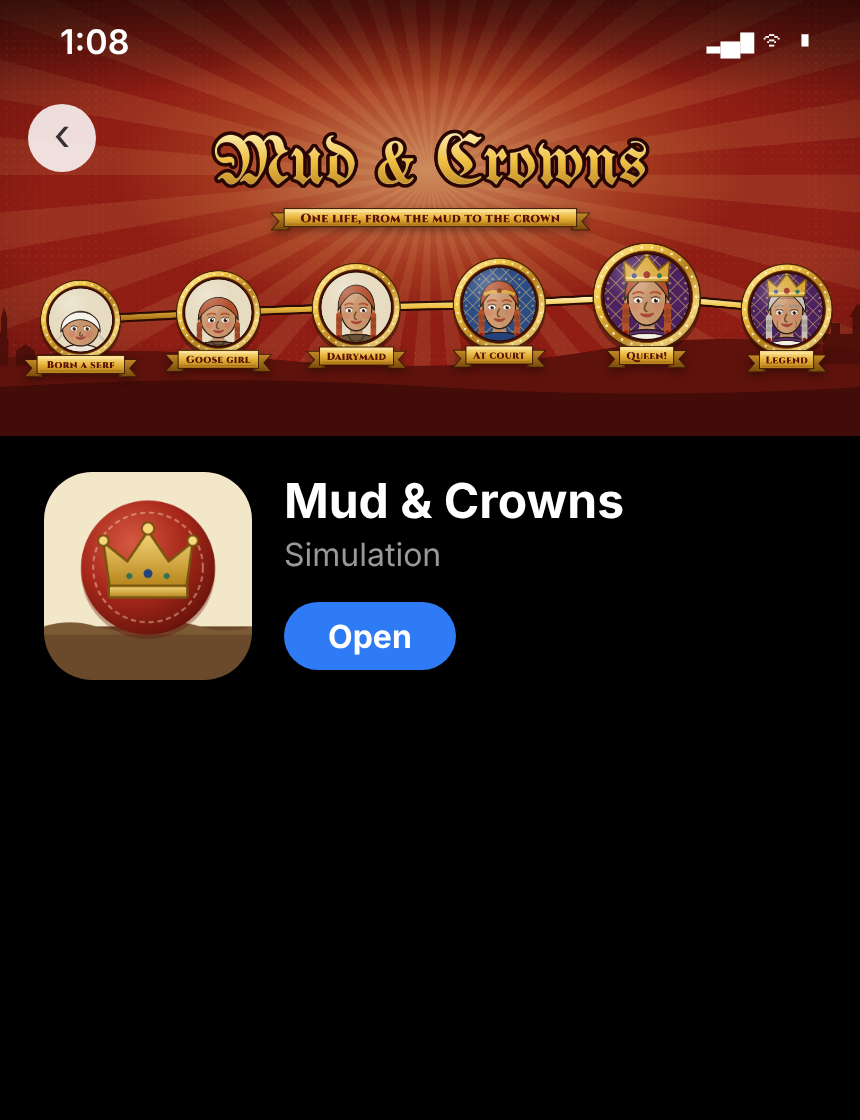 1:08
Mud & Crowns
One life, from the mud to the crown
Born a serf
Goose girl
Dairymaid
At court
Queen!
Legend
Mud & Crowns
Simulation
Open